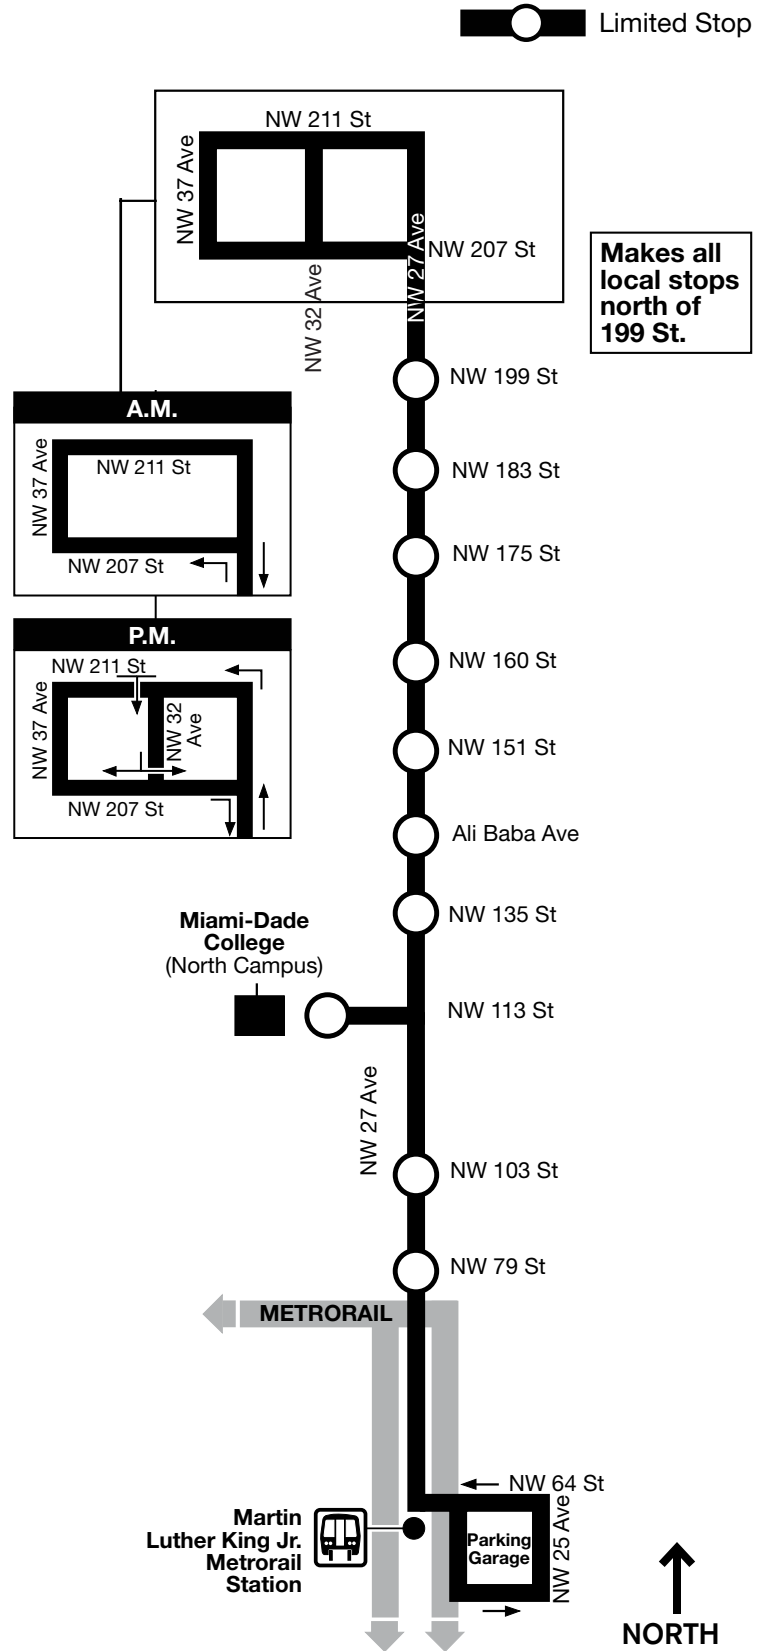 Limited Stop
NW 211 St
NW 37 Ave
NW 27 Ave
NW 207 St
NW 32 Ave
Makes all
local stops
north of
199 St.
NW 199 St
A.M.
NW 37 Ave
NW 211 St
NW 207 St
NW 183 St
NW 175 St
P.M.
NW 211 St
NW 37 Ave
NW 32
Ave
NW 207 St
NW 160 St
NW 151 St
Ali Baba Ave
NW 135 St
Miami-Dade
College
(North Campus)
NW 113 St
NW 27 Ave
NW 103 St
NW 79 St
METRORAIL
NW 64 St
Martin
Luther King Jr.
Metrorail
Station
Parking
Garage
NW 25 Ave
NORTH